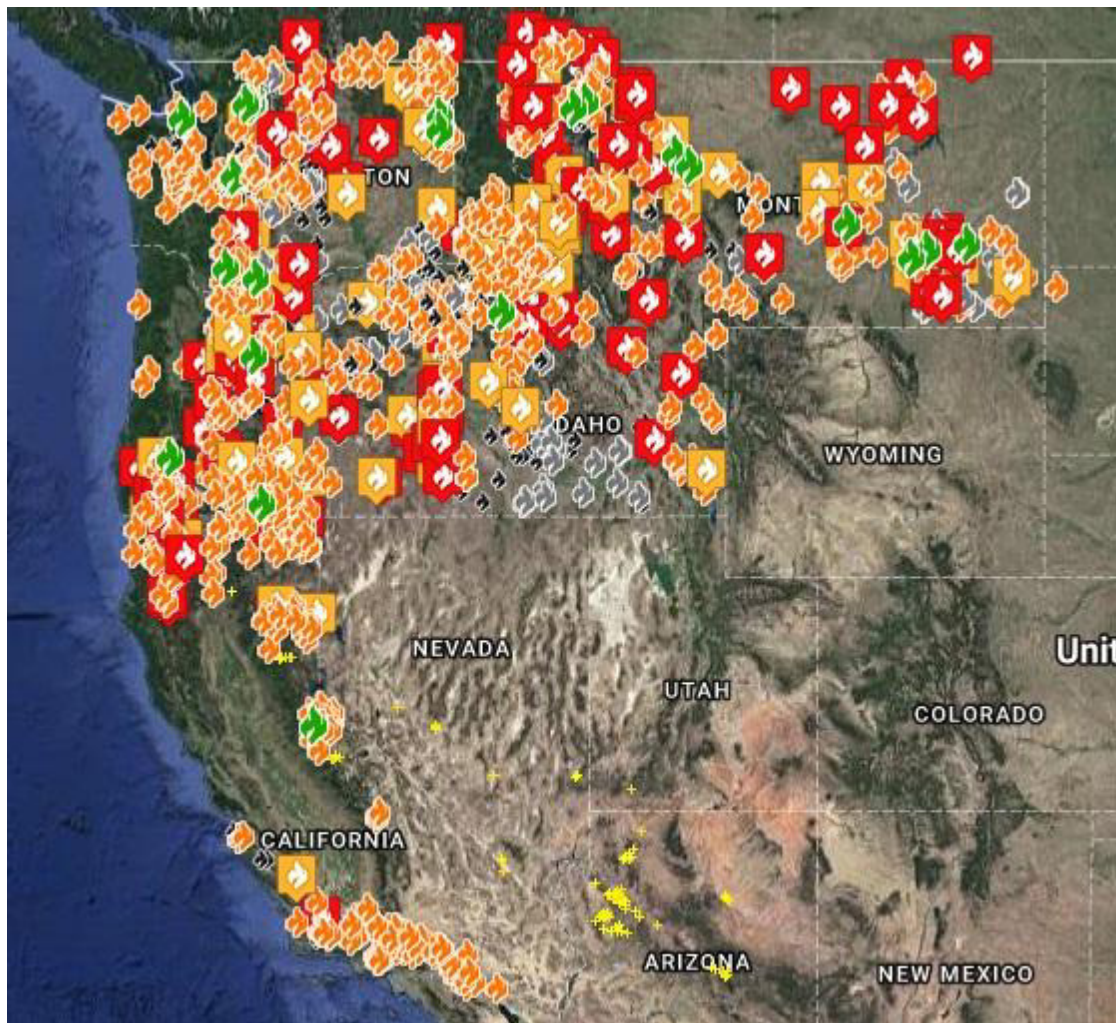 TON
MONT
DAHO
WYOMING
NEVADA
Unit
UTAH
COLORADO
CALIFORNIA
ARIZONA
NEW MEXICO